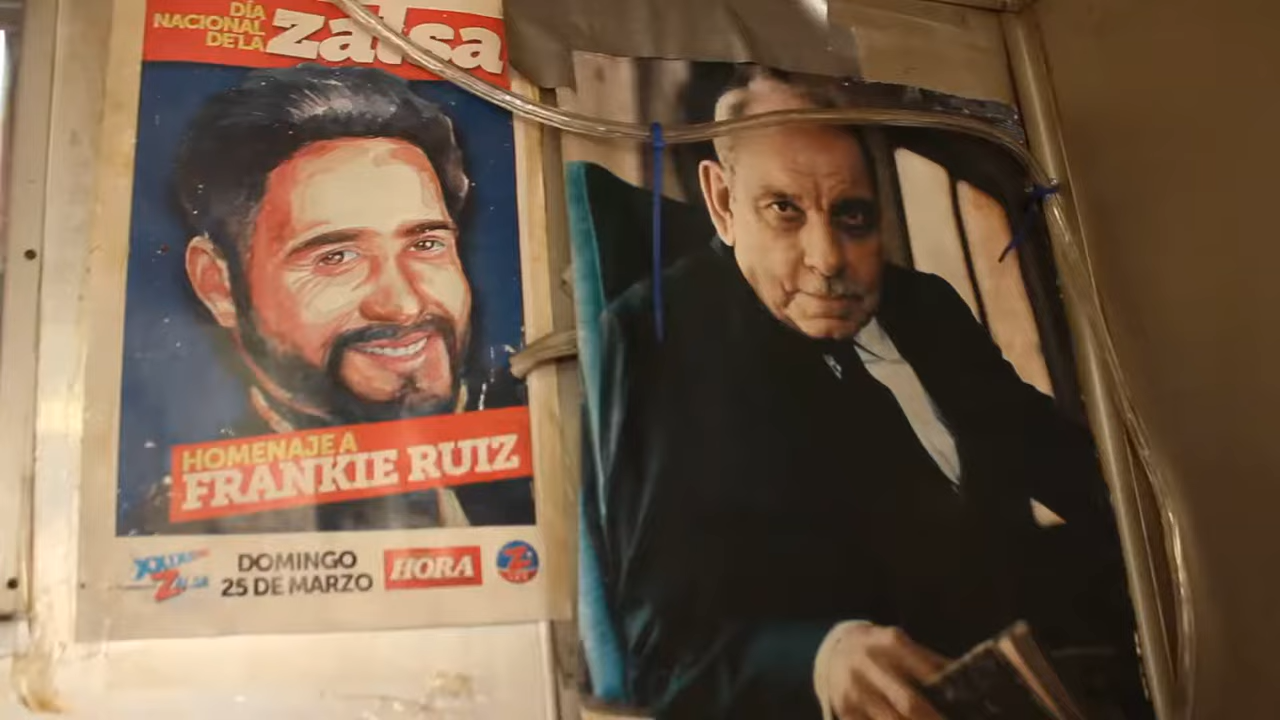 DÍA
NACIONAL
DE LA
Zalsa
HOMENAJE A
FRANKIE RUIZ
DOMINGO
25 DE MARZO
HORA
Z